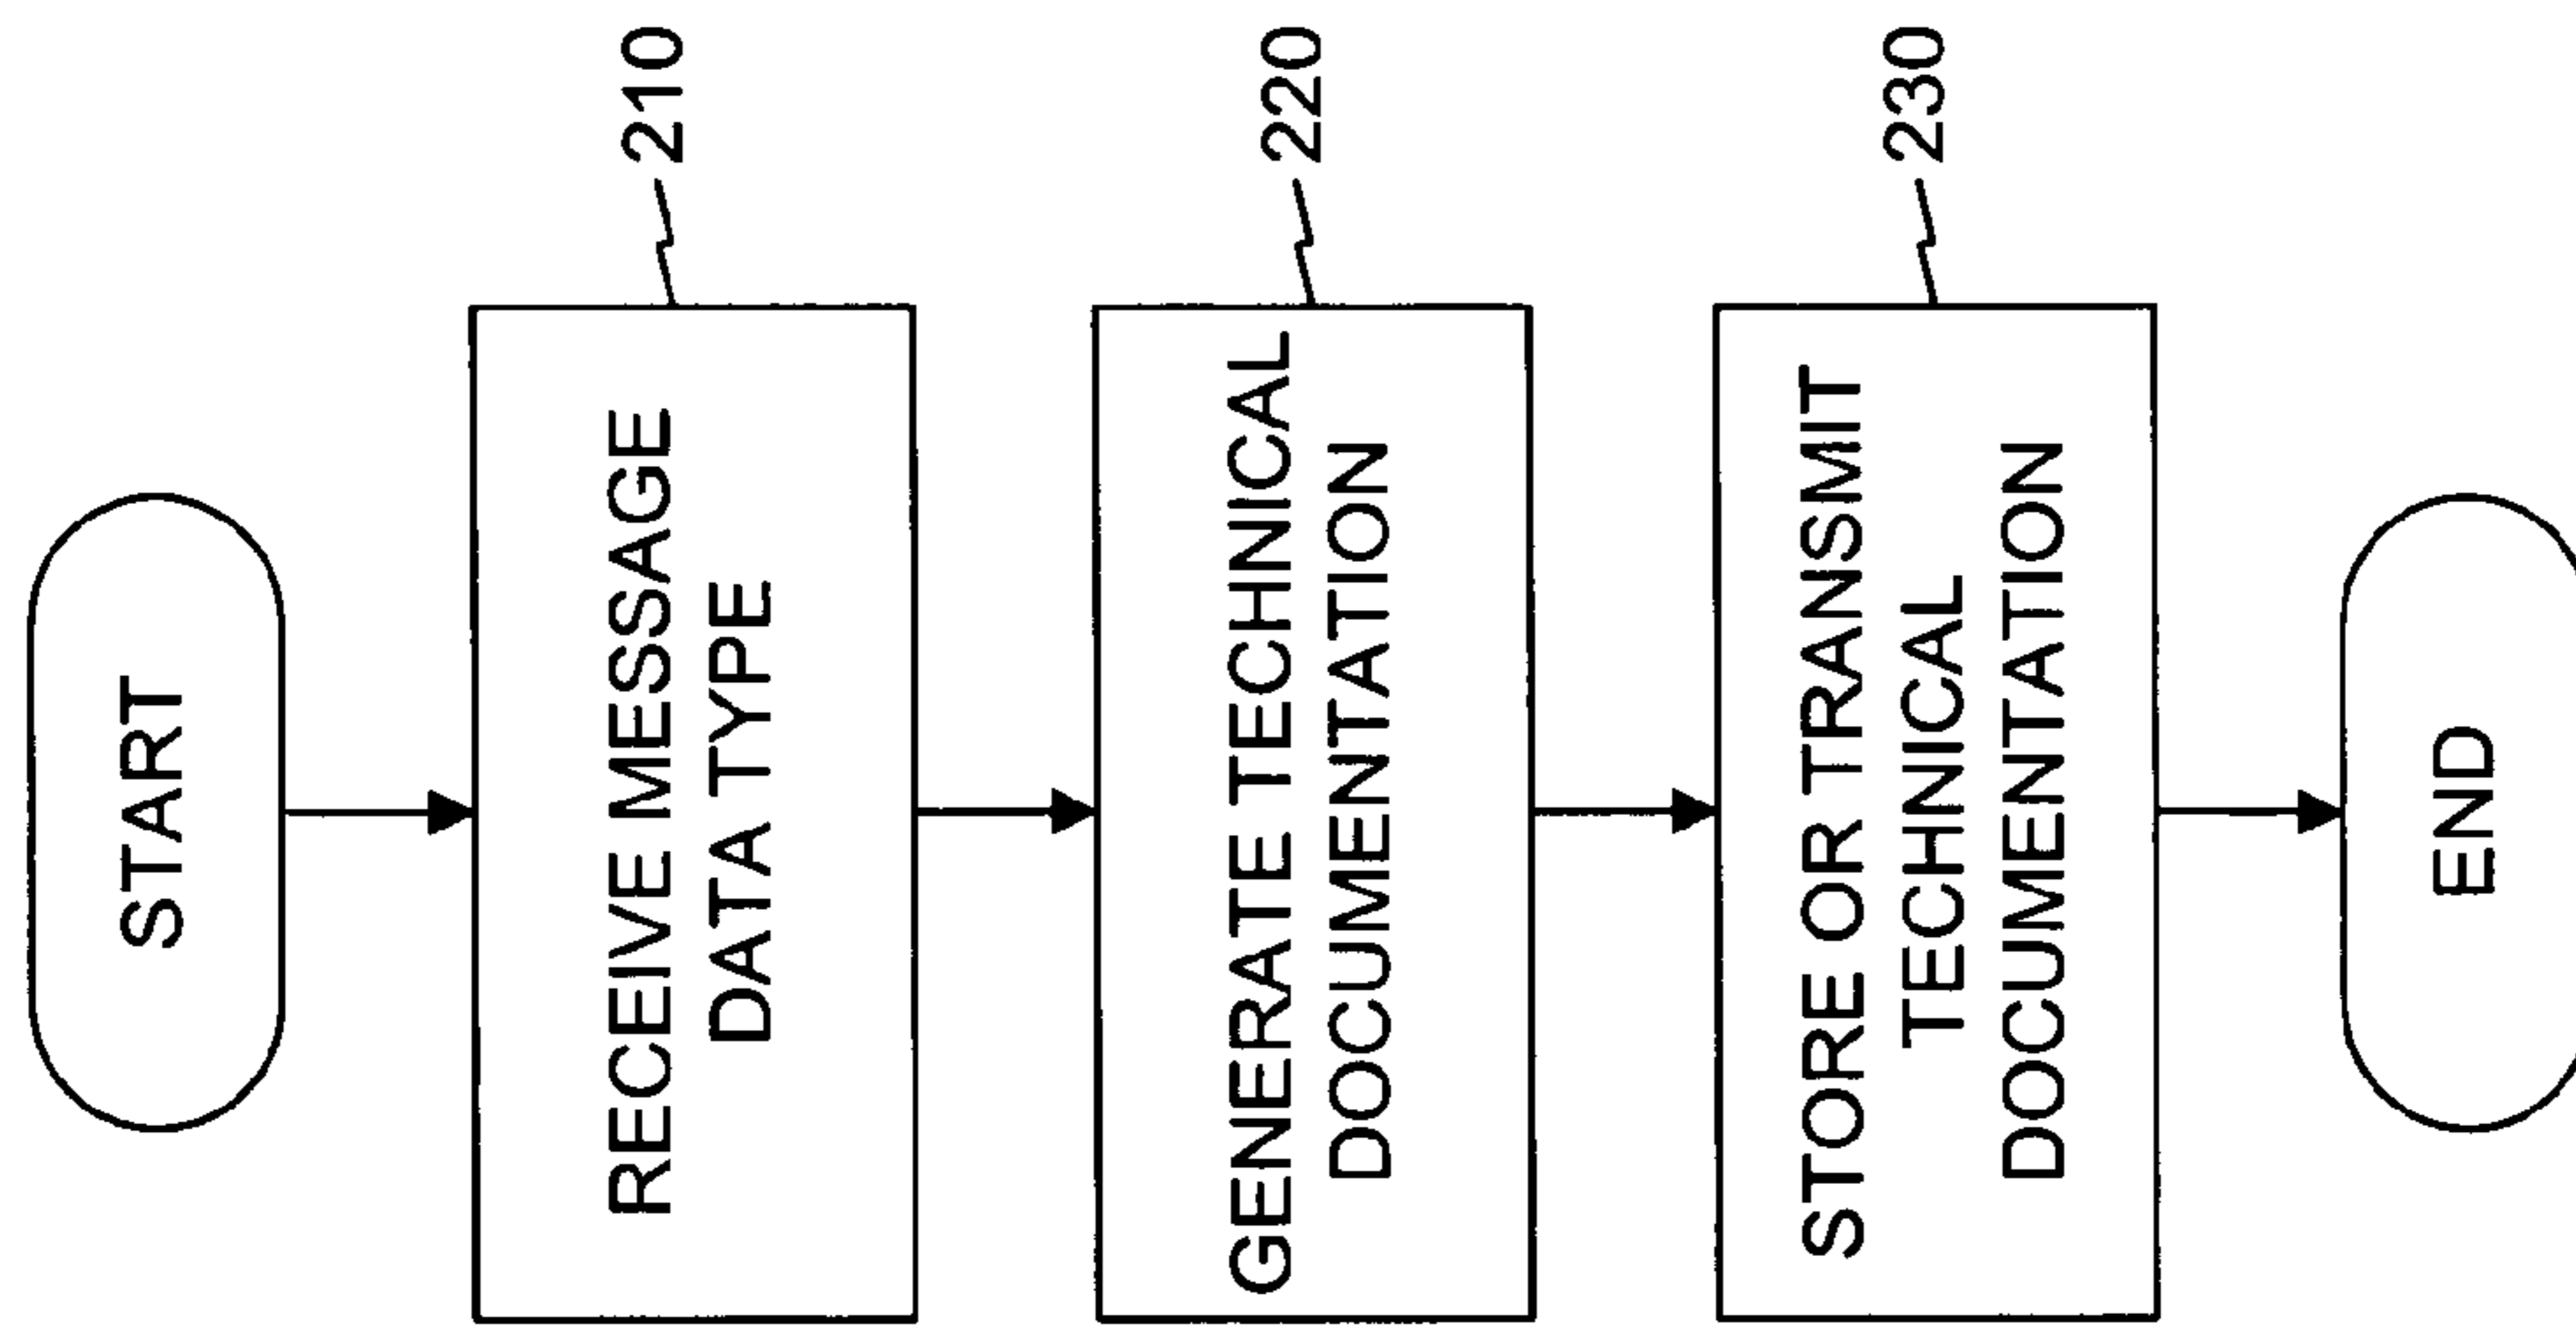 START
RECEIVE MESSAGE
DATA TYPE
210
GENERATE TECHNICAL
DOCUMENTATION
220
STORE OR TRANSMIT
TECHNICAL
DOCUMENTATION
230
END